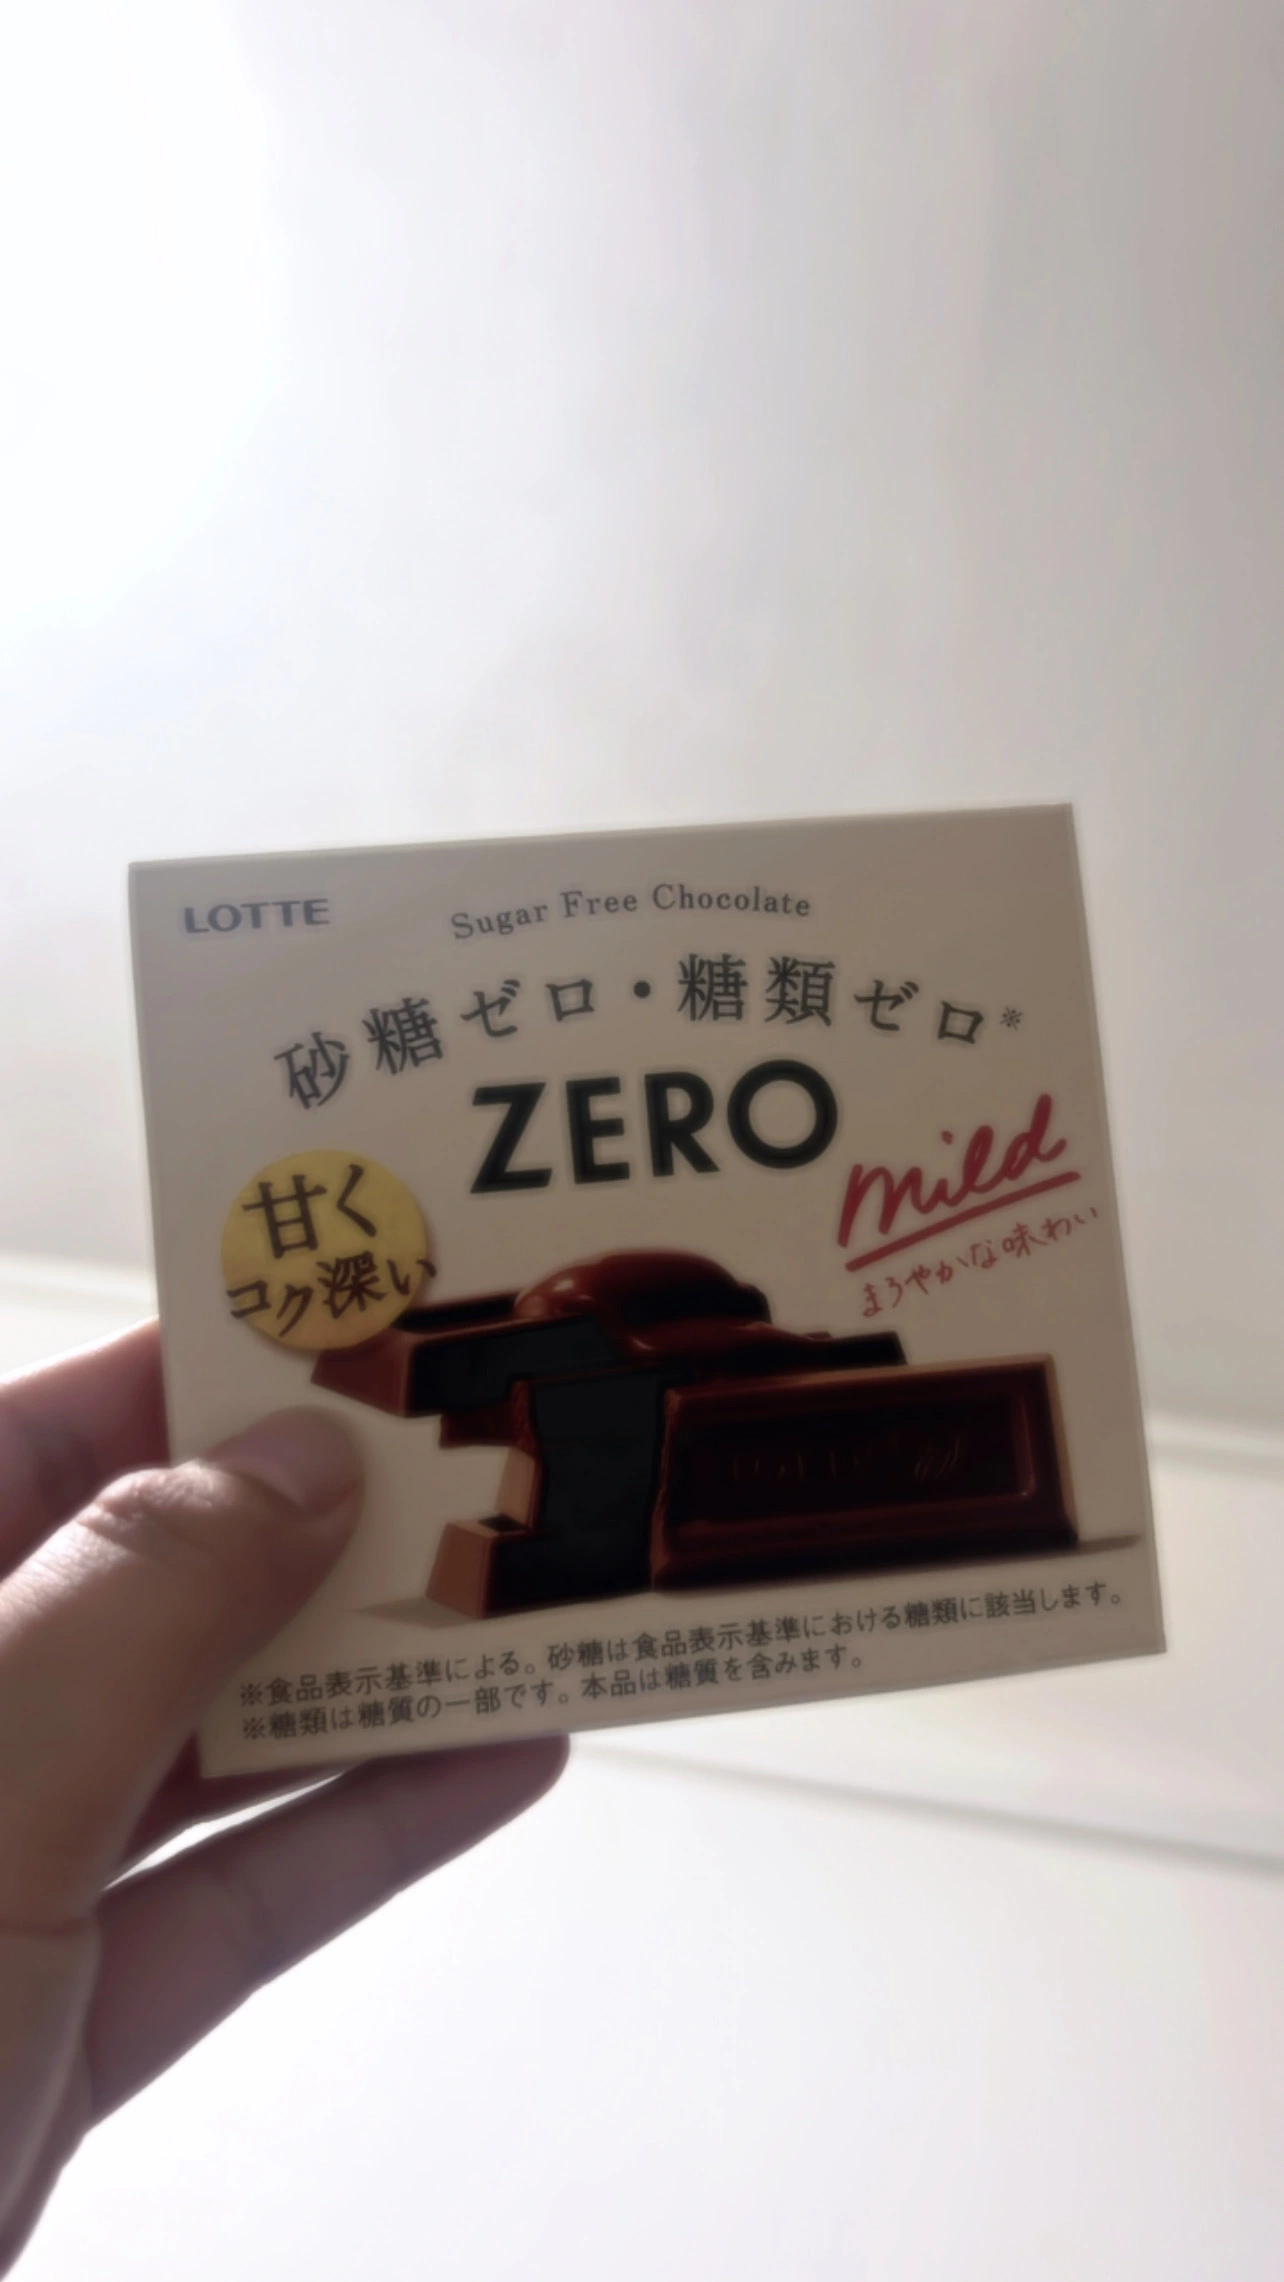 LOTTE
Sugar Free Chocolate
砂糖ゼロ・糖類ゼロ※
ZERO
mild
まろやかな味わい
甘く
コク深い
※食品表示基準による。砂糖は食品表示基準における糖類に該当します。
※糖類は糖質の一部です。本品は糖質を含みます。